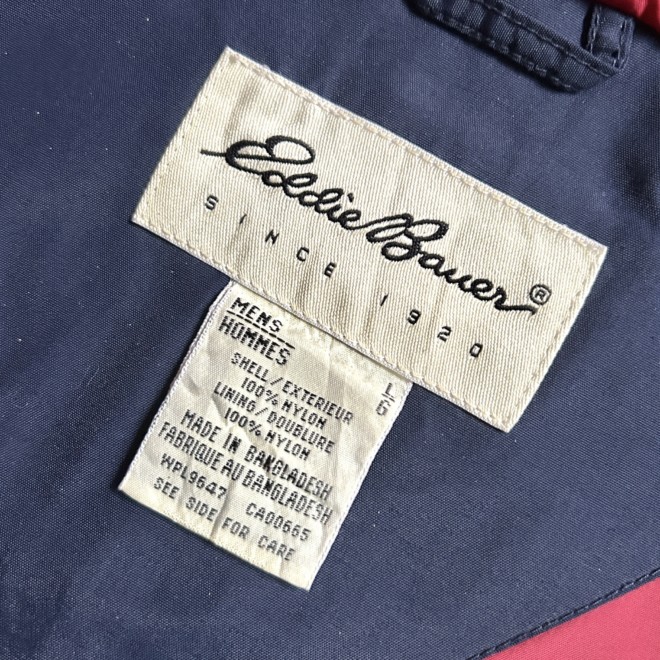 Eddie Bauer®
SINCE 1920
MENS
HOMMES
L
G
SHELL/EXTERIEUR
100% NYLON
LINING/DOUBLURE
100% NYLON
MADE IN BANGLADESH
FABRIQUE AU BANGLADESH
WPL9647 CA00665
SEE SIDE FOR CARE